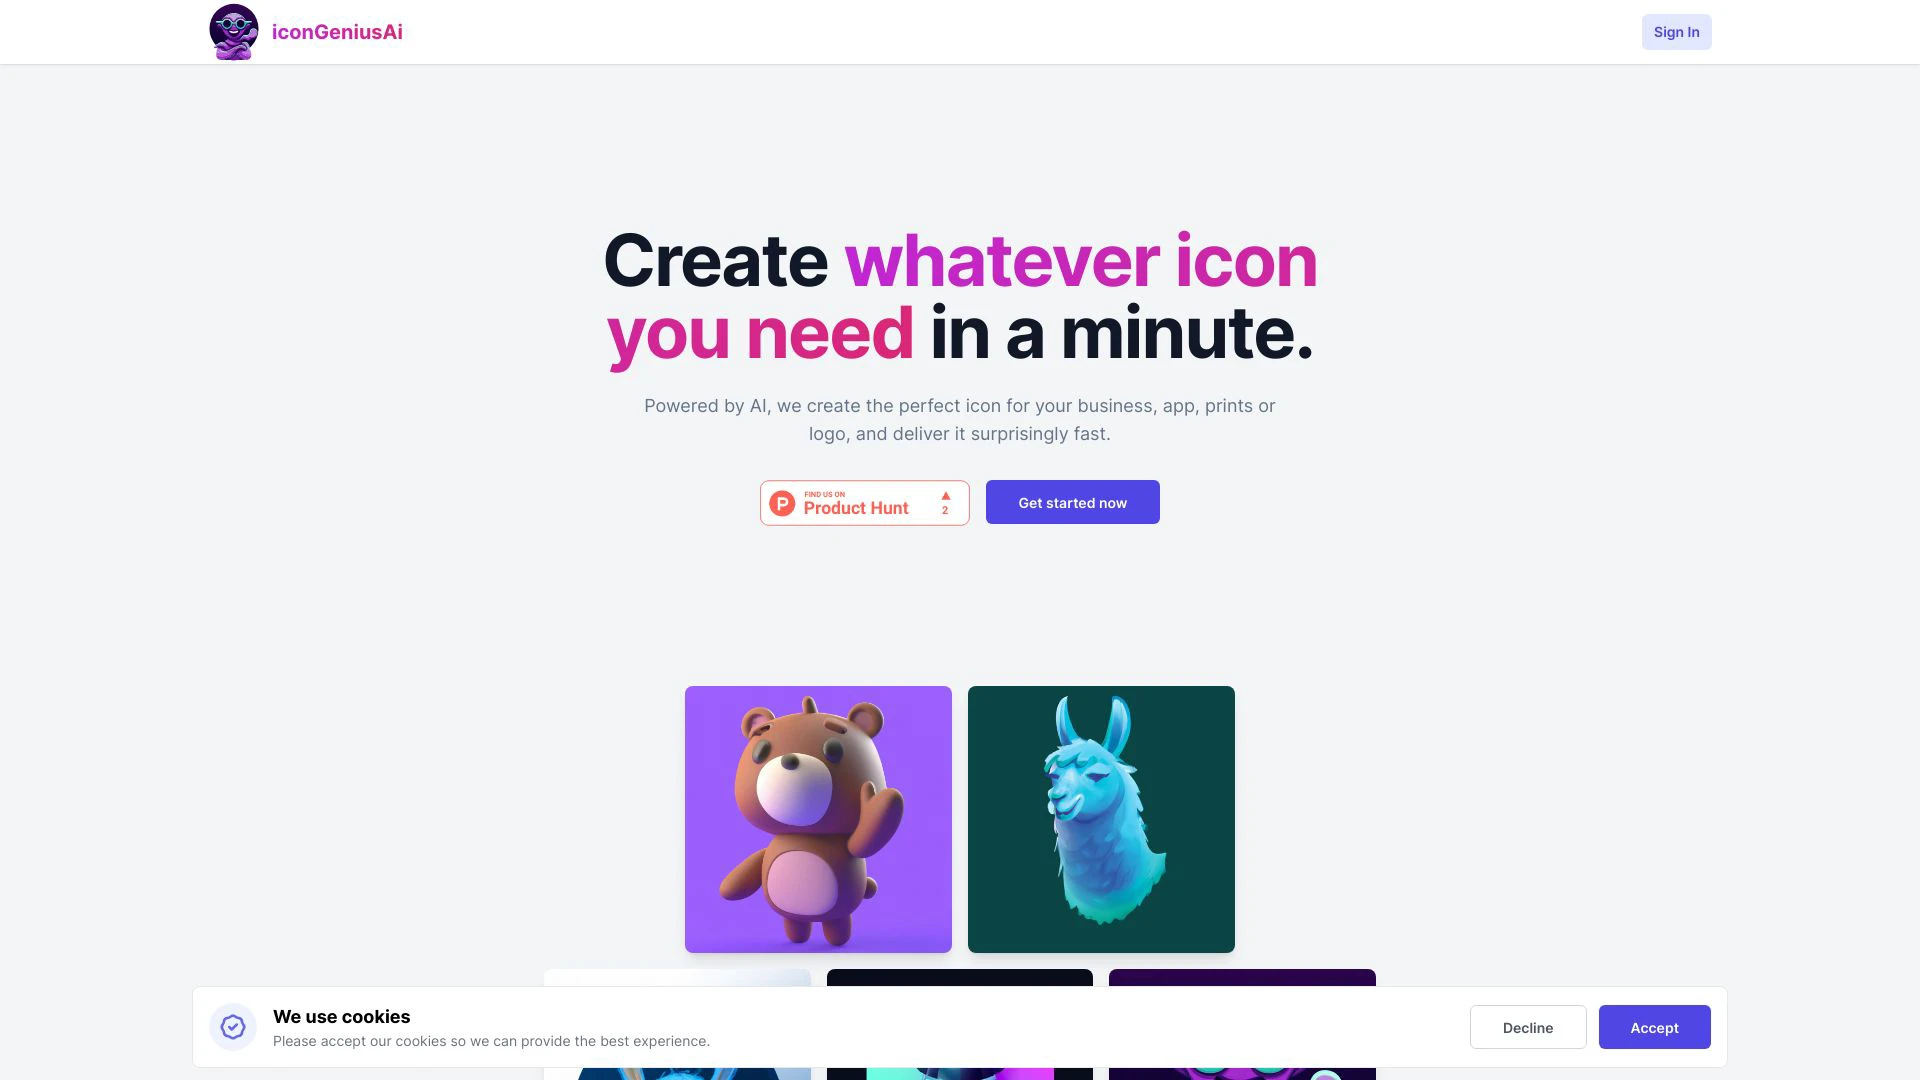 iconGeniusAi
Sign In
Create whatever icon
you need in a minute.
Powered by AI, we create the perfect icon for your business, app, prints or
logo, and deliver it surprisingly fast.
FIND US ON
Product Hunt
2
Get started now
We use cookies
Please accept our cookies so we can provide the best experience.
Decline
Accept